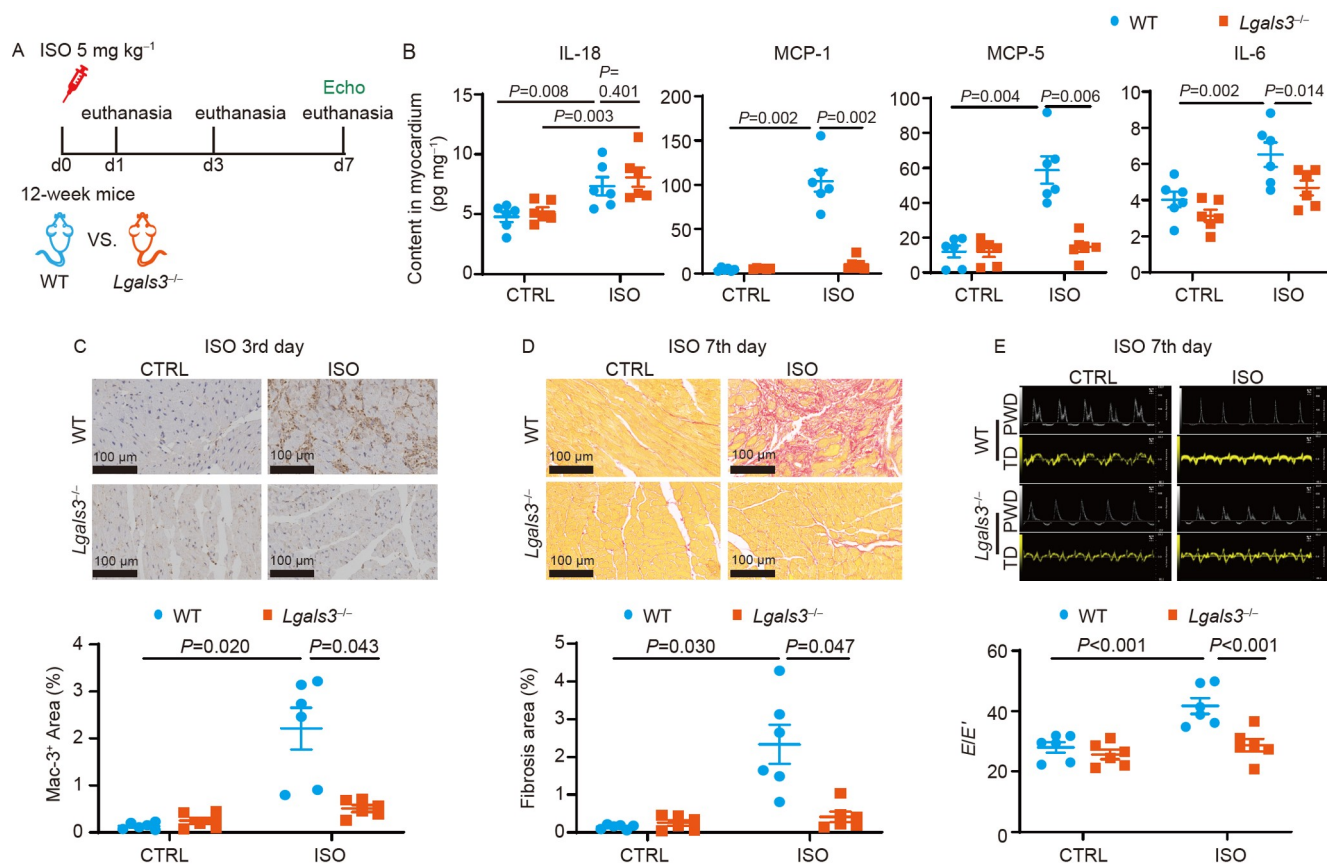 WT Lgals3–/–
A
ISO 5 mg kg–1
Echo
euthanasia euthanasia euthanasia
d0 d1 d3 d7
12-week mice
VS.
WT Lgals3–/–
B
IL-18 MCP-1 MCP-5 IL-6
Content in myocardium
(pg mg–1)
P=0.008
P=
0.401
P=0.003
15
10
5
0
CTRL ISO
P=0.002 P=0.002
200
150
100
50
0
CTRL ISO
P=0.004 P=0.006
100
80
60
40
20
0
CTRL ISO
P=0.002 P=0.014
10
8
6
4
2
0
CTRL ISO
C
ISO 3rd day
CTRL ISO
WT
100 µm 100 µm
Lgals3–/–
100 µm 100 µm
WT Lgals3–/–
P=0.020 P=0.043
Mac-3+ Area (%)
4
3
2
1
0
CTRL ISO
D
ISO 7th day
CTRL ISO
WT
100 µm 100 µm
Lgals3–/–
100 µm 100 µm
WT Lgals3–/–
P=0.030 P=0.047
Fibrosis area (%)
5
4
3
2
1
0
CTRL ISO
E
ISO 7th day
CTRL ISO
WT
PWD
TD
Lgals3–/–
PWD
TD
WT Lgals3–/–
P<0.001 P<0.001
E/E'
60
40
20
0
CTRL ISO